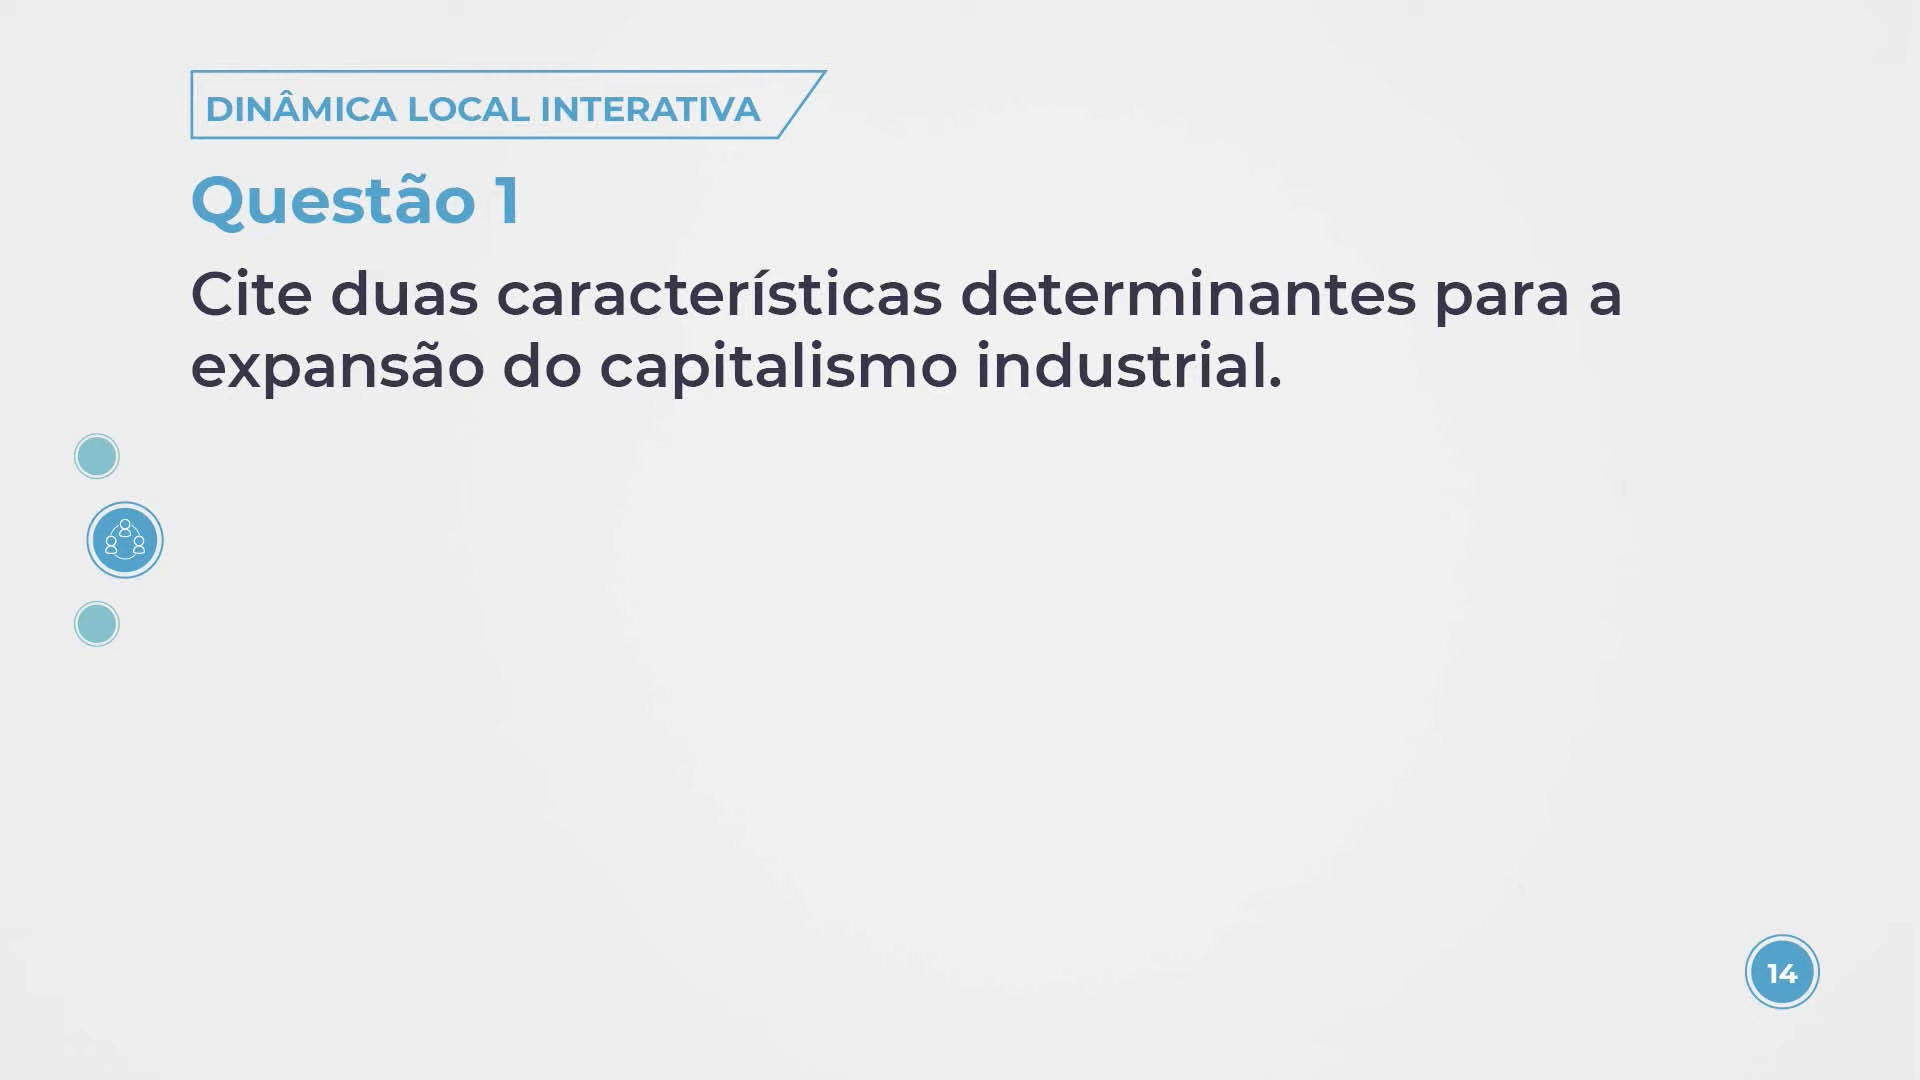 DINÂMICA LOCAL INTERATIVA
Questão 1
Cite duas características determinantes para a
expansão do capitalismo industrial.
14